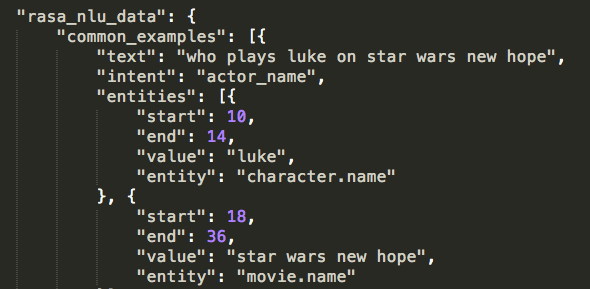 "rasa_nlu_data": {
"common_examples": [{
"text": "who plays luke on star wars new hope",
"intent": "actor_name",
"entities": [{
"start": 10,
"end": 14,
"value": "luke",
"entity": "character.name"
}, {
"start": 18,
"end": 36,
"value": "star wars new hope",
"entity": "movie.name"